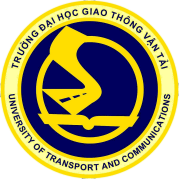 TRƯỜNG ĐẠI HỌC GIAO THÔNG VẬN TẢI
UNIVERSITY OF TRANSPORT AND COMMUNICATIONS